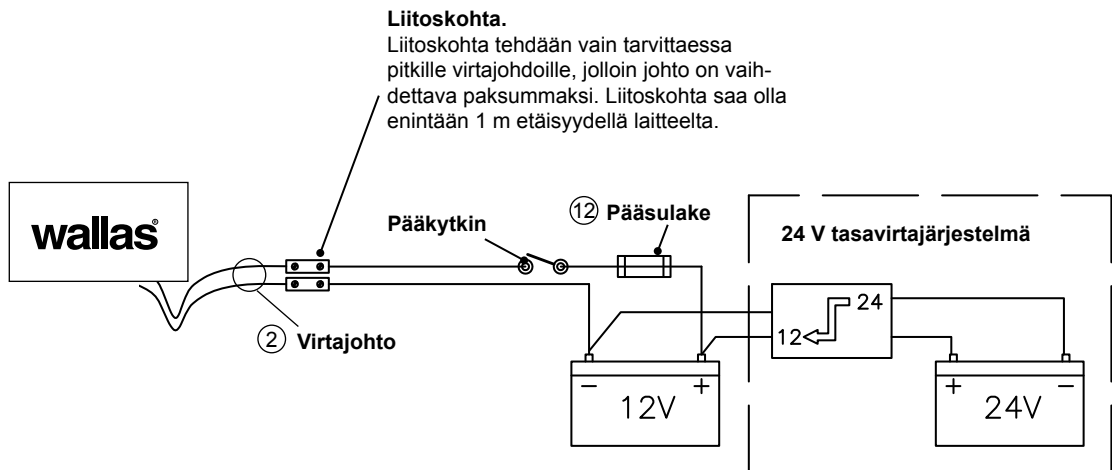 Liitoskohta.
Liitoskohta tehdään vain tarvittaessa
pitkille virtajohdoille, jolloin johto on vaih-
dettava paksummaksi. Liitoskohta saa olla
enintään 1 m etäisyydellä laitteelta.
wallas®
Pääkytkin
12 Pääsulake
24 V tasavirtajärjestelmä
2 Virtajohto
24
12
− +
12V
+ −
24V